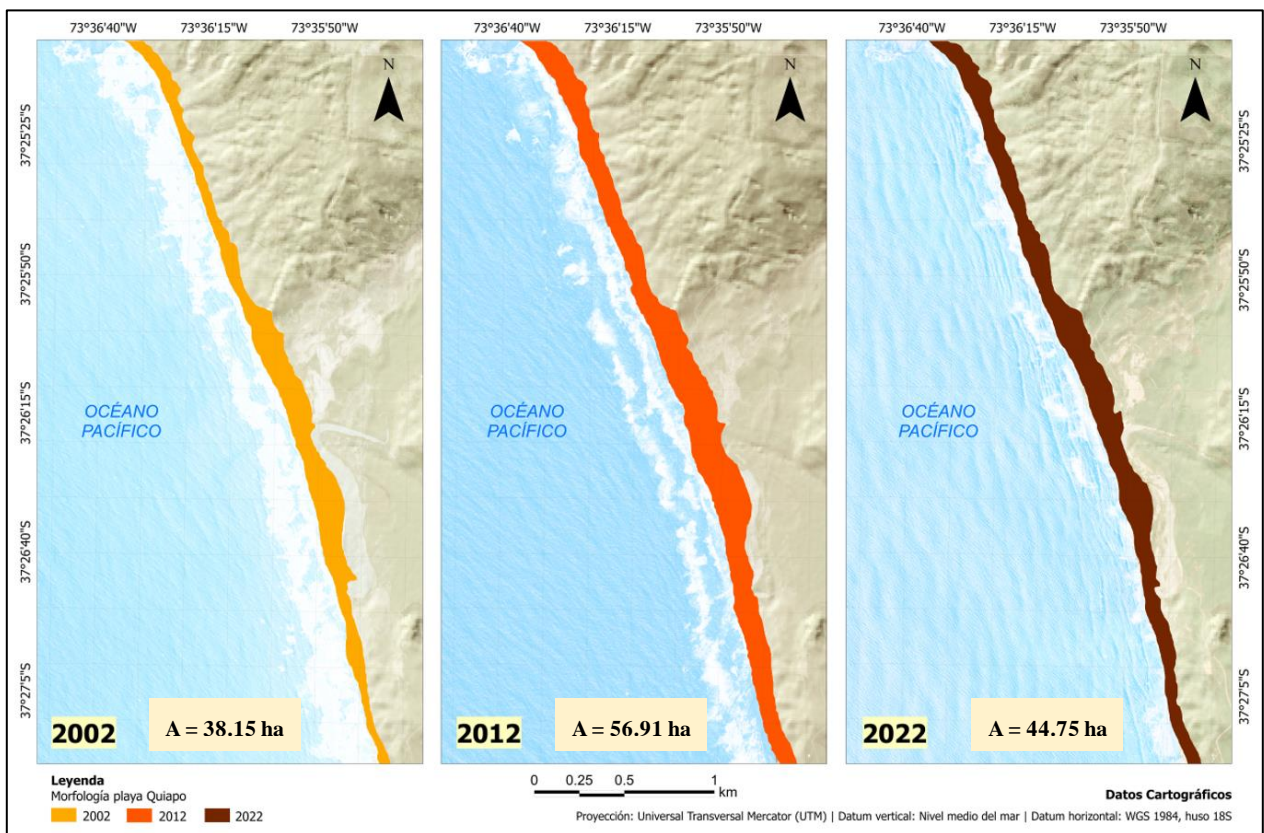 73°36'40"W 73°36'15"W 73°35'50"W
73°36'40"W 73°36'15"W 73°35'50"W
73°36'40"W 73°36'15"W 73°35'50"W
N
N
N
37°25'25"S
37°25'50"S
37°26'15"S
37°26'40"S
37°27'5"S
37°25'25"S
37°25'50"S
37°26'15"S
37°26'40"S
37°27'5"S
OCÉANO
PACÍFICO
OCÉANO
PACÍFICO
OCÉANO
PACÍFICO
2002
A = 38.15 ha
2012
A = 56.91 ha
2022
A = 44.75 ha
Leyenda
Morfología playa Quiapo
2002 2012 2022
0 0.25 0.5 1
km
Datos Cartográficos
Proyección: Universal Transversal Mercator (UTM) | Datum vertical: Nivel medio del mar | Datum horizontal: WGS 1984, huso 18S